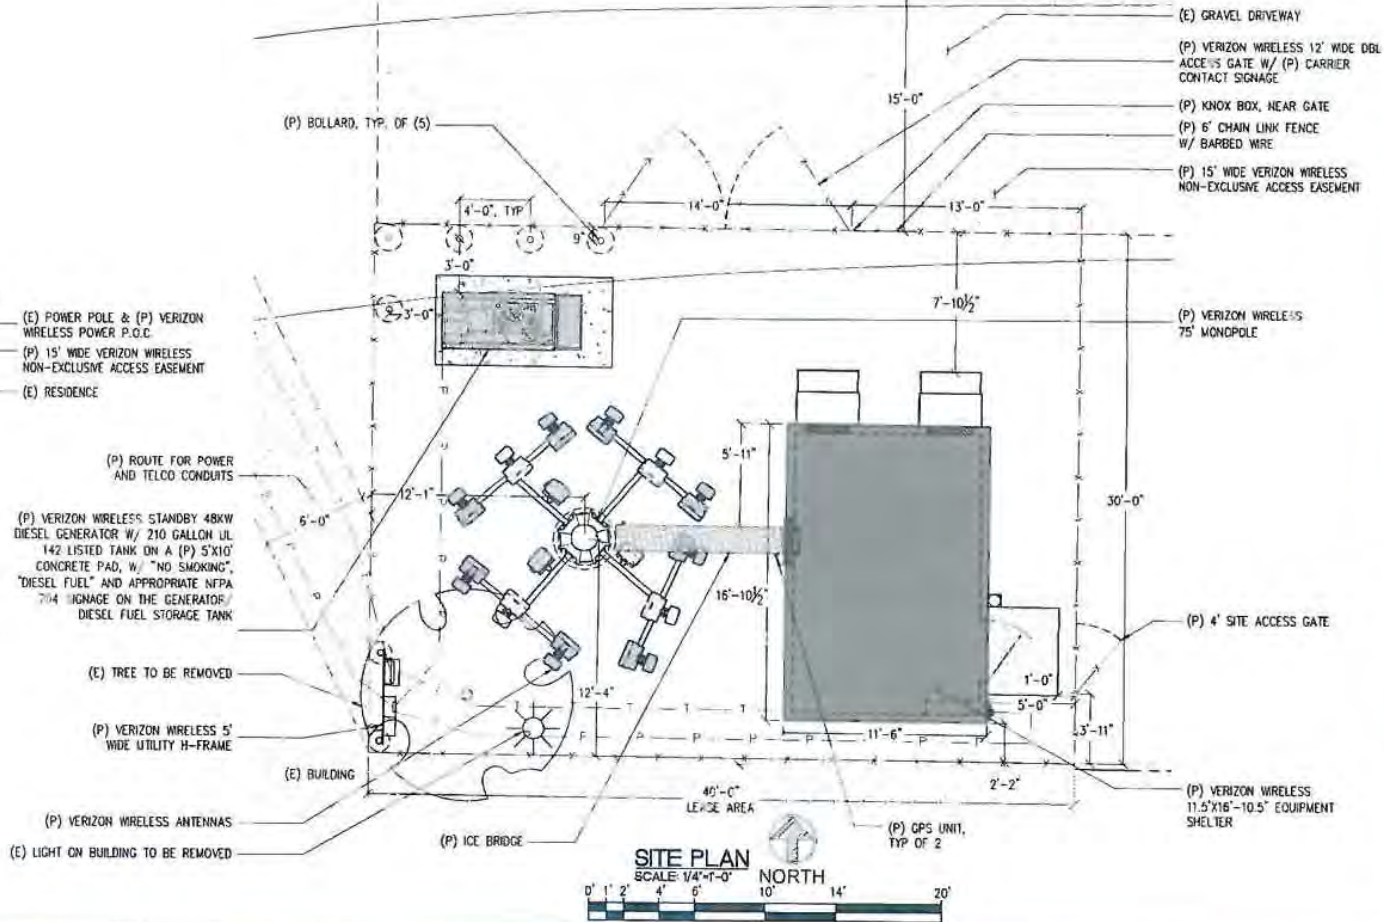 (E) GRAVEL DRIVEWAY
(P) VERIZON WIRELESS 12' WIDE DBL
ACCESS GATE W/ (P) CARRIER
CONTACT SIGNAGE
(P) KNOX BOX, NEAR GATE
(P) 6' CHAIN LINK FENCE
W/ BARBED WIRE
(P) 15' WIDE VERIZON WIRELESS
NON-EXCLUSIVE ACCESS EASEMENT
15'-0"
(P) BOLLARD, TYP. OF (5)
4'-0", TYP
14'-0"
13'-0"
9"
3'-0"
3'-0"
7'-10½"
(E) POWER POLE & (P) VERIZON
WIRELESS POWER P.O.C.
(P) 15' WIDE VERIZON WIRELESS
NON-EXCLUSIVE ACCESS EASEMENT
(E) RESIDENCE
(P) VERIZON WIRELESS
75' MONOPOLE
(P) ROUTE FOR POWER
AND TELCO CONDUITS
12'-1"
5'-11"
30'-0"
6'-0"
(P) VERIZON WIRELESS STANDBY 48KW
DIESEL GENERATOR W/ 210 GALLON UL
142 LISTED TANK ON A (P) 5'X10'
CONCRETE PAD, W/ "NO SMOKING",
"DIESEL FUEL" AND APPROPRIATE NFPA
704 SIGNAGE ON THE GENERATOR/
DIESEL FUEL STORAGE TANK
16'-10½"
(P) 4' SITE ACCESS GATE
(E) TREE TO BE REMOVED
12'-4"
1'-0"
5'-0"
3'-11"
(P) VERIZON WIRELESS 5'
WIDE UTILITY H-FRAME
T T T
P P P P P P
11'-6"
2'-2"
(E) BUILDING
40'-0"
LEASE AREA
(P) VERIZON WIRELESS
11.5'X16'-10.5" EQUIPMENT
SHELTER
(P) VERIZON WIRELESS ANTENNAS
(P) ICE BRIDGE
(P) GPS UNIT,
TYP OF 2
(E) LIGHT ON BUILDING TO BE REMOVED
SITE PLAN
SCALE: 1/4"=1'-0"
NORTH
0' 1' 2' 4' 6' 10' 14' 20'